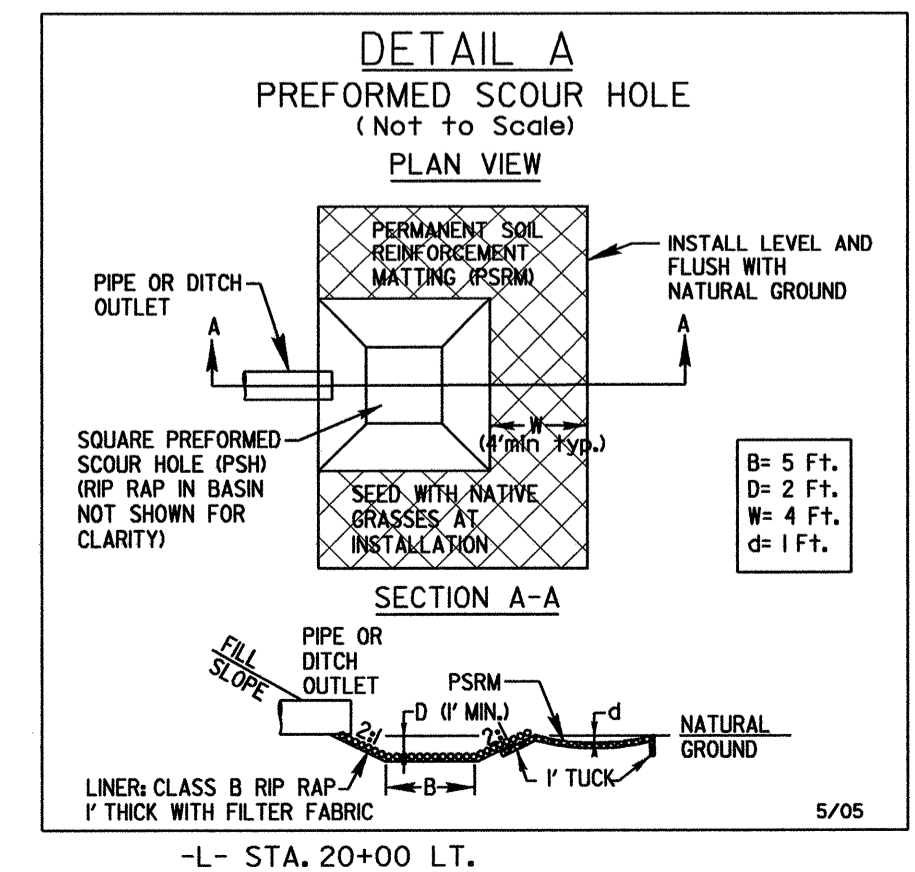 DETAIL A
PREFORMED SCOUR HOLE
(Not to Scale)
PLAN VIEW
PERMANENT SOIL
REINFORCEMENT
MATTING (PSRM)
INSTALL LEVEL AND
FLUSH WITH
NATURAL GROUND
PIPE OR DITCH
OUTLET
A
A
W
(4'min typ.)
SQUARE PREFORMED
SCOUR HOLE (PSH)
(RIP RAP IN BASIN
NOT SHOWN FOR
CLARITY)
SEED WITH NATIVE
GRASSES AT
INSTALLATION
B= 5 Ft.
D= 2 Ft.
W= 4 Ft.
d= 1 Ft.
SECTION A-A
FILL
SLOPE
PIPE OR
DITCH
OUTLET
PSRM
D (1' MIN.)
d
2:1
NATURAL
GROUND
1' TUCK
B
LINER: CLASS B RIP RAP
1' THICK WITH FILTER FABRIC
5/05
-L- STA. 20+00 LT.